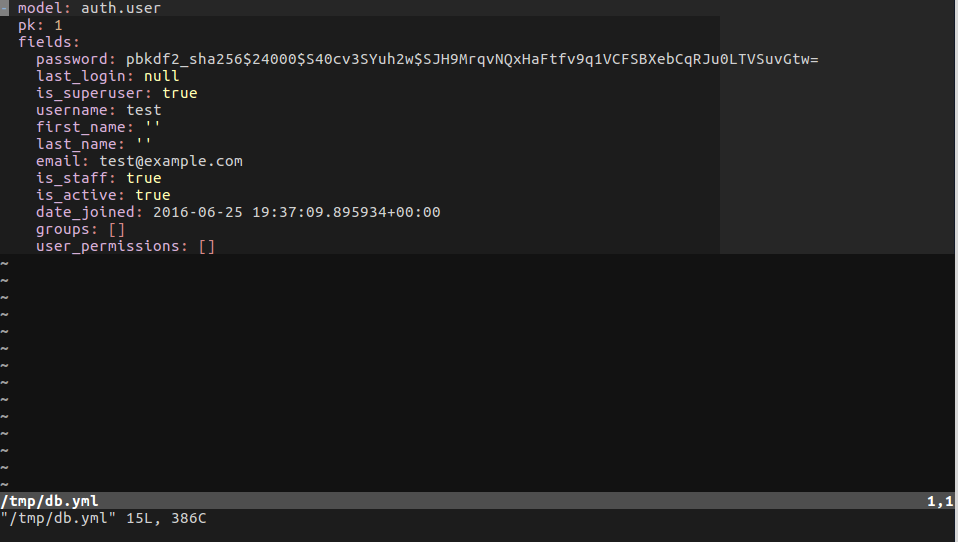 - model: auth.user
  pk: 1
  fields:
    password: pbkdf2_sha256$24000$S40cv3SYuh2w$SJH9MrqvNQxHaFtfv9q1VCFSBXebCqRJu0LTVSuvGtw=
    last_login: null
    is_superuser: true
    username: test
    first_name: ''
    last_name: ''
    email: test@example.com
    is_staff: true
    is_active: true
    date_joined: 2016-06-25 19:37:09.895934+00:00
    groups: []
    user_permissions: []
~
~
~
~
~
~
~
~
~
~
~
~
~
~
/tmp/db.yml 1,1
"/tmp/db.yml" 15L, 386C